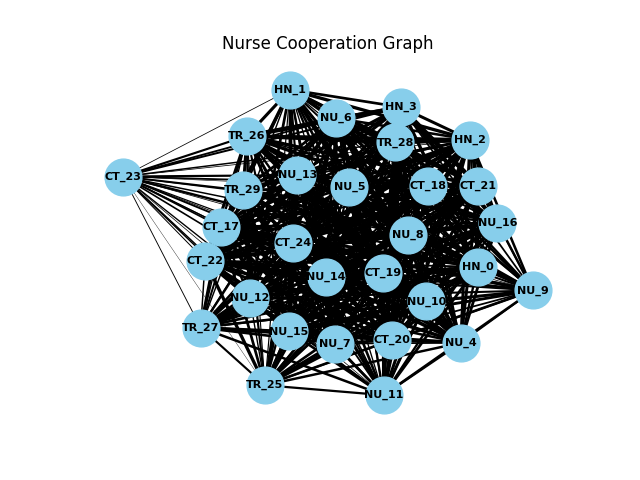 Nurse Cooperation Graph
HN_1
HN_3
NU_6
TR_26
TR_28
HN_2
CT_23
NU_13
TR_29
NU_5
CT_18
CT_21
CT_17
NU_16
CT_24
NU_8
CT_22
NU_14
CT_19
HN_0
NU_9
NU_12
NU_10
TR_27
NU_15
NU_7
CT_20
NU_4
TR_25
NU_11